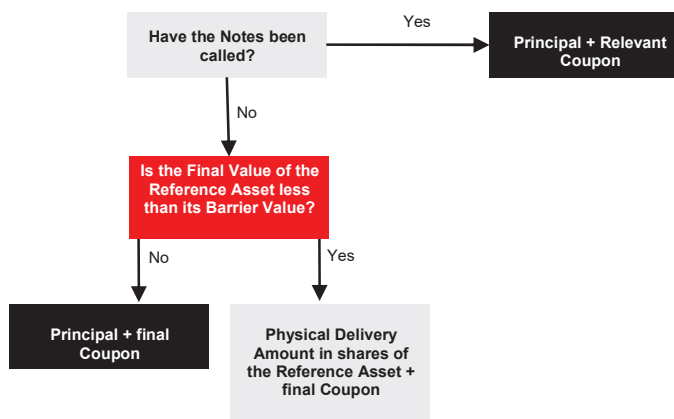 Have the Notes been
called?
Yes
Principal + Relevant
Coupon
No
Is the Final Value of the
Reference Asset less
than its Barrier Value?
No
Yes
Principal + final
Coupon
Physical Delivery
Amount in shares of
the Reference Asset +
final Coupon